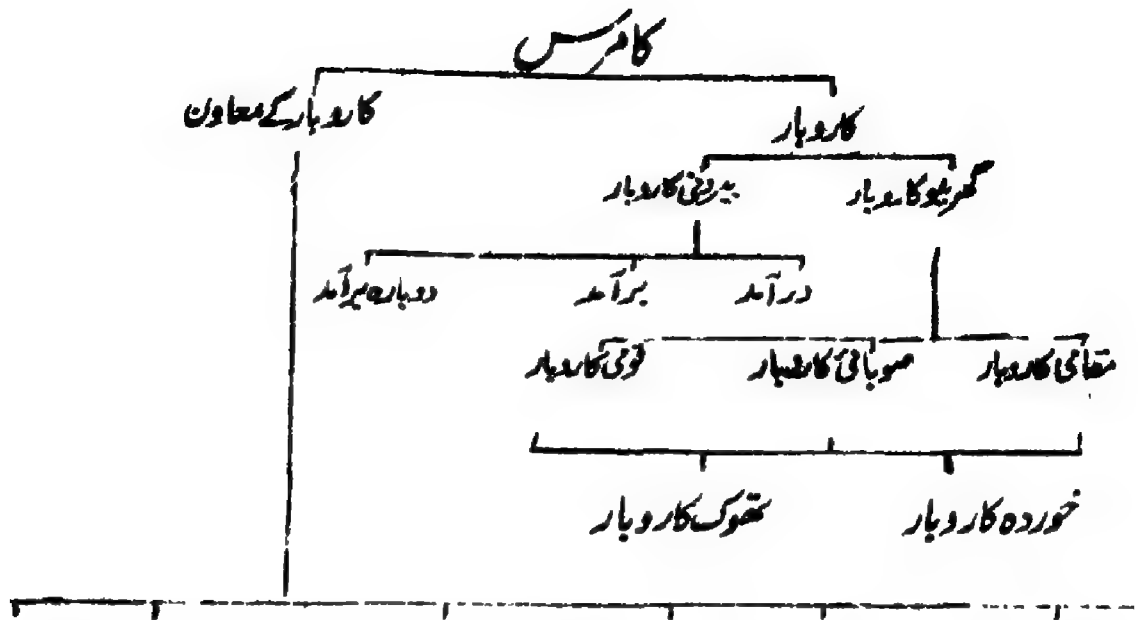 کامرس
کاروبار کے معاون
کاروبار
گھریلو کاروبار
بیرونی کاروبار
درآمد
برآمد
دوبارہ برآمد
مقامی کاروبار
صوبائی کاروبار
قومی کاروبار
خوردہ کاروبار
تھوک کاروبار